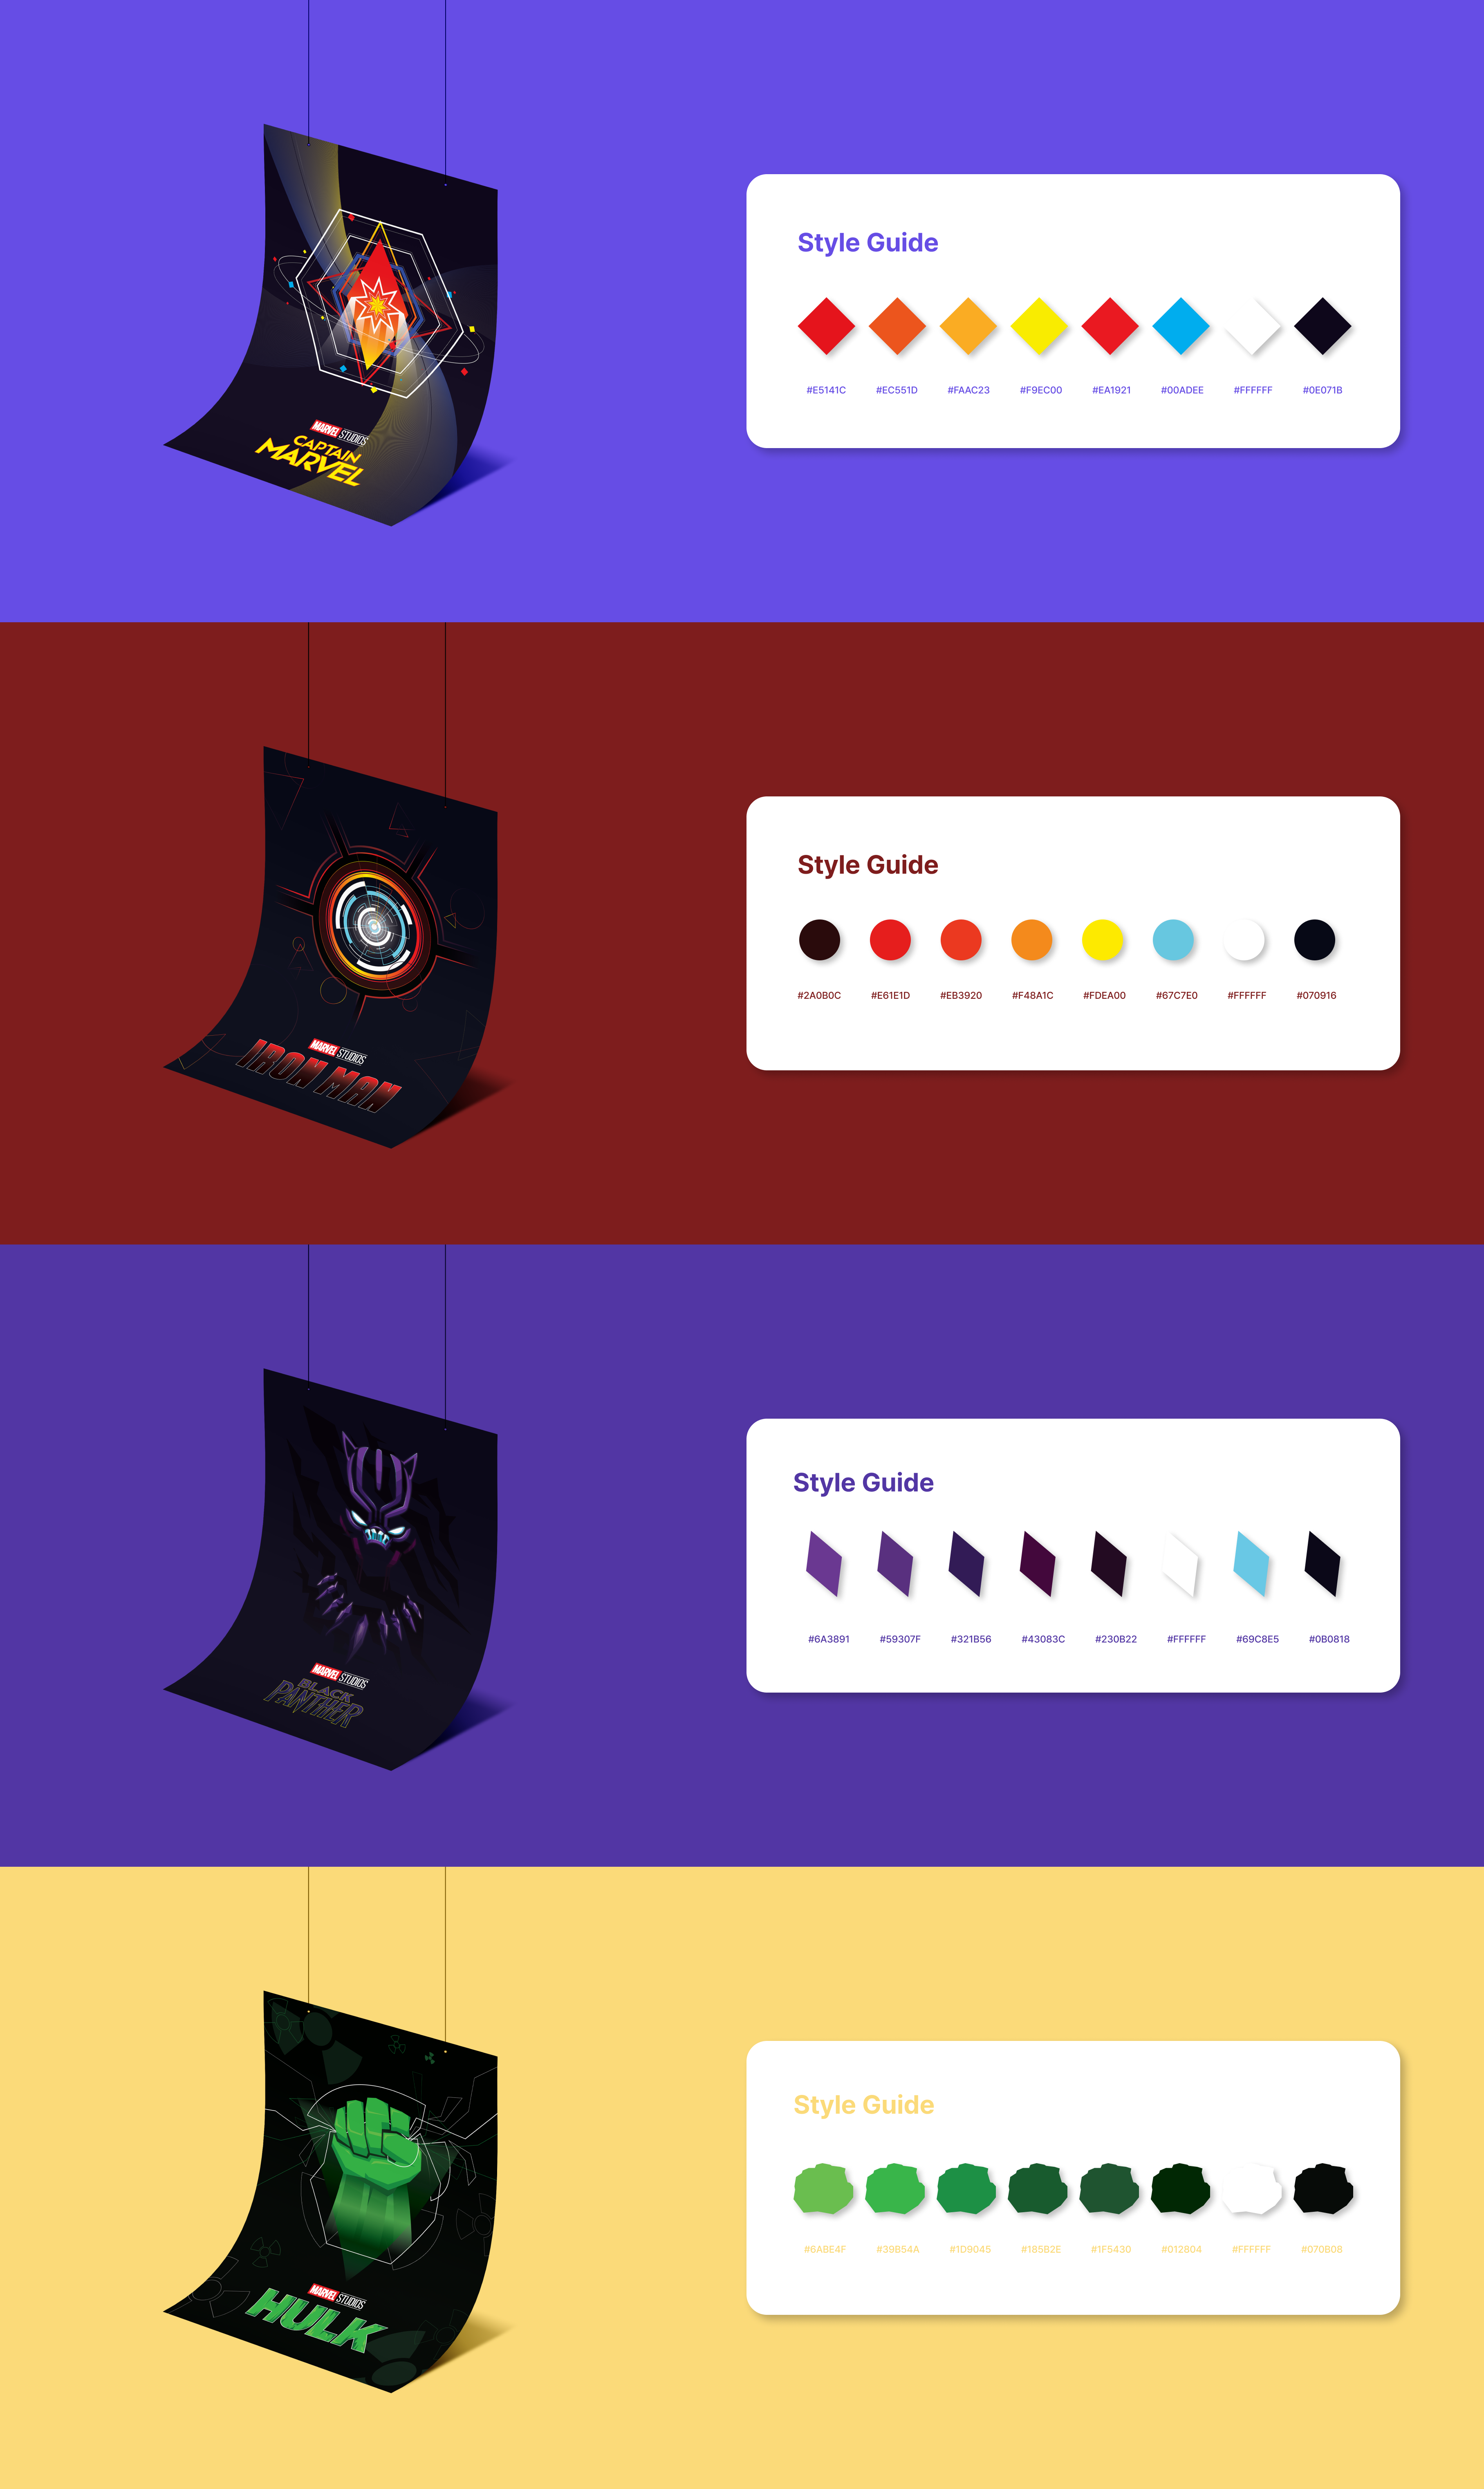 Style Guide
#E5141C #EC551D #FAAC23 #F9EC00 #EA1921 #00ADEE #FFFFFF #0E071B
MARVEL STUDIOS
CAPTAIN
MARVEL
Style Guide
#2A0B0C #E61E1D #EB3920 #F48A1C #FDEA00 #67C7E0 #FFFFFF #070916
MARVEL STUDIOS
IRON MAN
Style Guide
#6A3891 #59307F #321B56 #43083C #230B22 #FFFFFF #69C8E5 #0B0818
MARVEL STUDIOS
BLACK
PANTHER
Style Guide
#6ABE4F #39B54A #1D9045 #185B2E #1F5430 #012804 #FFFFFF #070B08
MARVEL STUDIOS
HULK